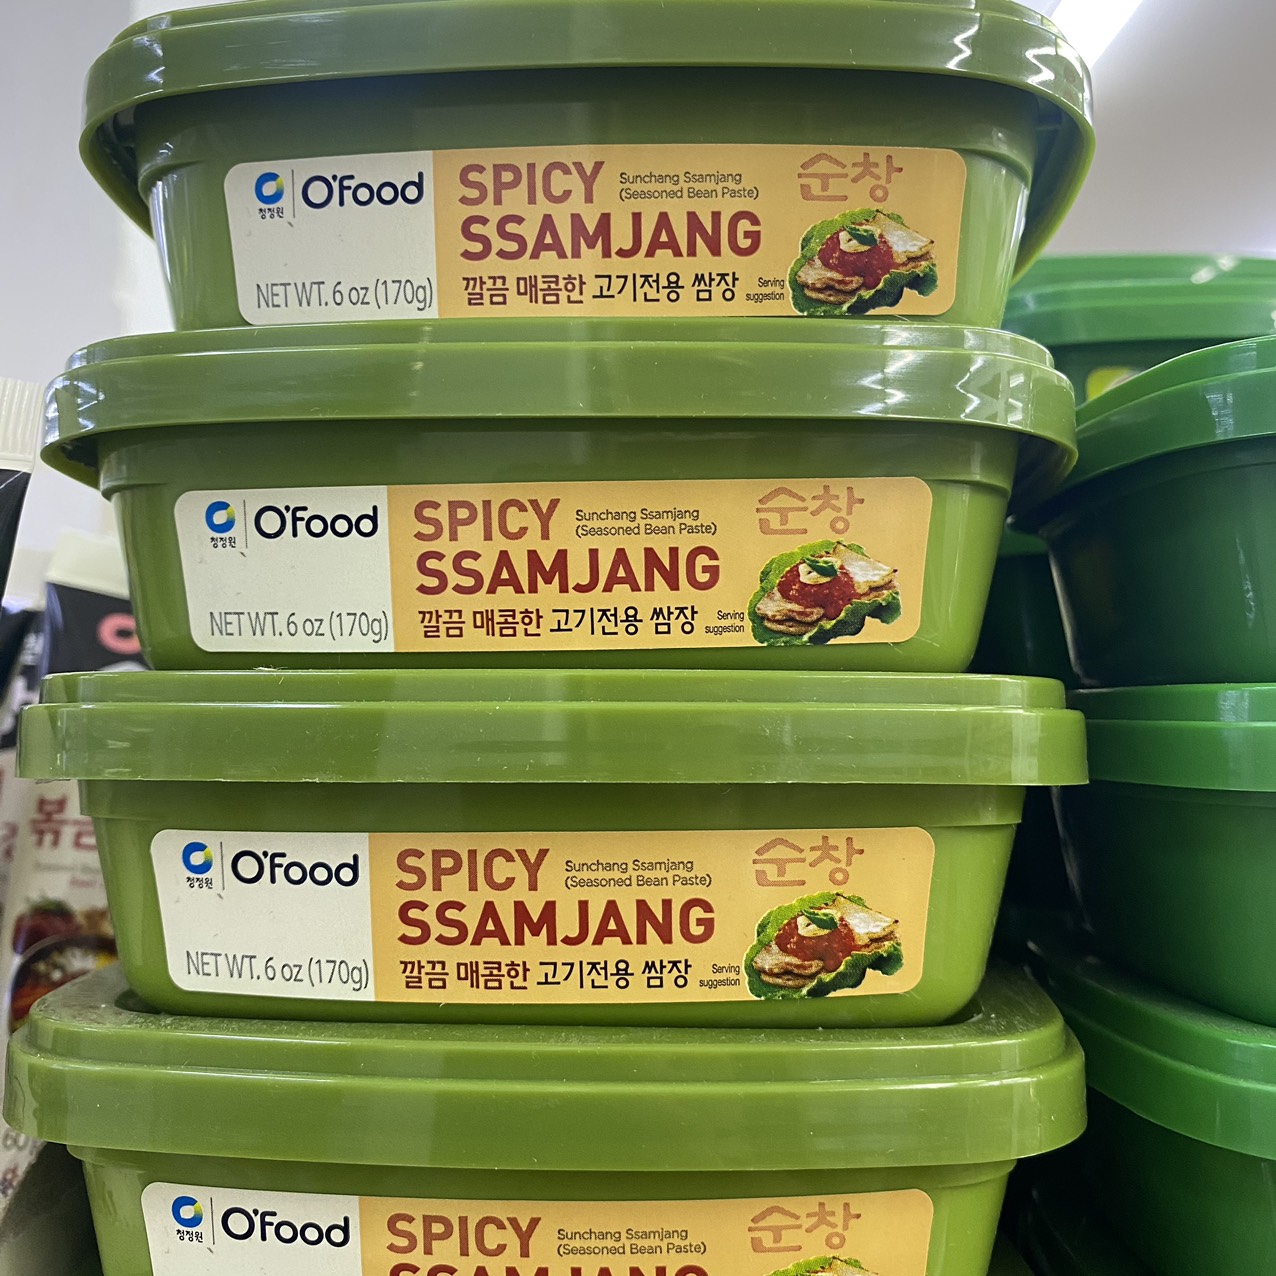 청정원
O'Food
NET WT. 6 oz (170g)
SPICY
SSAMJANG
Sunchang Ssamjang
(Seasoned Bean Paste)
깔끔 매콤한 고기전용 쌈장
Serving
suggestion
순창
청정원
O'Food
NET WT. 6 oz (170g)
SPICY
SSAMJANG
Sunchang Ssamjang
(Seasoned Bean Paste)
깔끔 매콤한 고기전용 쌈장
Serving
suggestion
순창
청정원
O'Food
NET WT. 6 oz (170g)
SPICY
SSAMJANG
Sunchang Ssamjang
(Seasoned Bean Paste)
깔끔 매콤한 고기전용 쌈장
Serving
suggestion
순창
청정원
O'Food
SPICY
SSAMJANG
Sunchang Ssamjang
(Seasoned Bean Paste)
순창